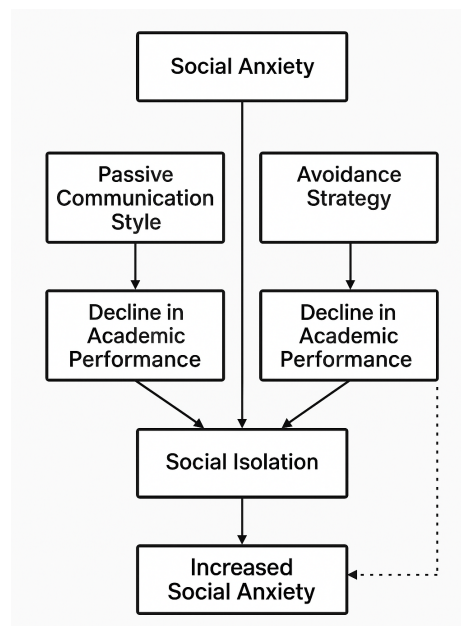 Social Anxiety
Passive
Communication
Style
Avoidance
Strategy
Decline in
Academic
Performance
Decline in
Academic
Performance
Social Isolation
Increased
Social Anxiety